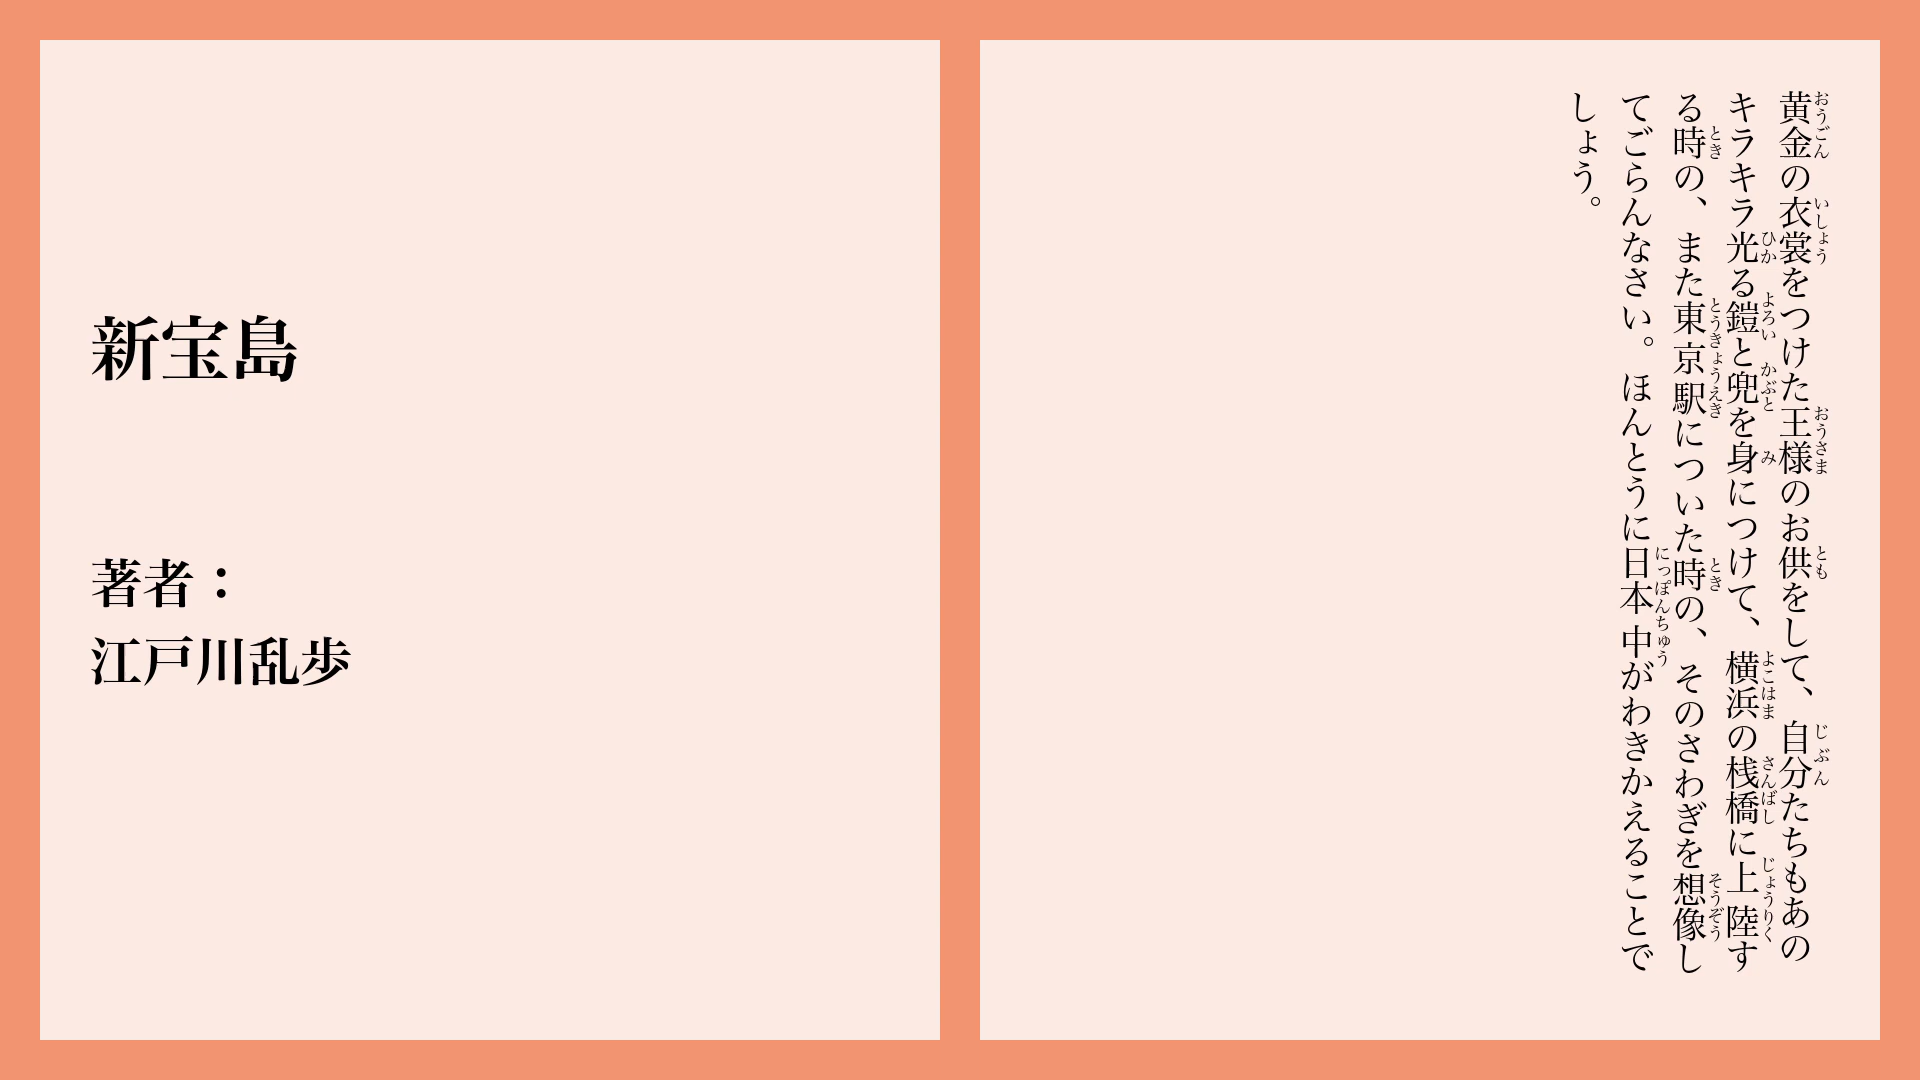 新宝島
著者：
江戸川乱歩
黄金の衣裳をつけた王様のお供をして、自分たちもあの
キラキラ光る鎧と兜を身につけて、横浜の桟橋に上陸す
る時の、また東京駅についた時の、そのさわぎを想像し
てごらんなさい。ほんとうに日本中がわきかえることで
しょう。